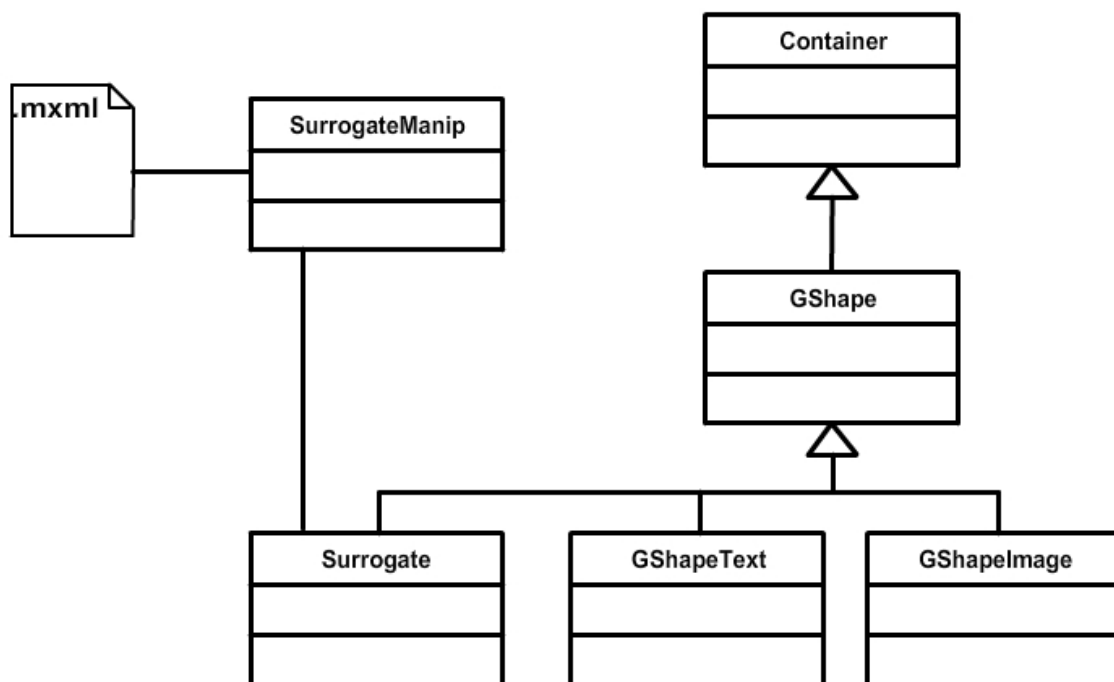 Container
.mxml
SurrogateManip
GShape
Surrogate
GShapeText
GShapeImage